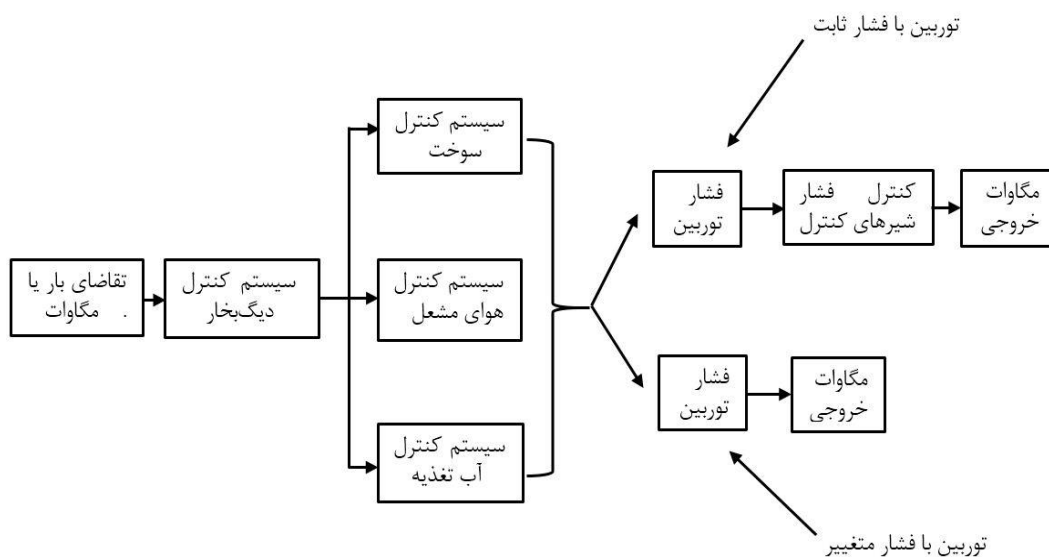 توربین با فشار ثابت
سیستم کنترل
سوخت
فشار
توربین
کنترل فشار
شیرهای کنترل
مگاوات
خروجی
تقاضای بار یا
مگاوات .
سیستم کنترل
دیگ‌بخار
سیستم کنترل
هوای مشعل
فشار
توربین
مگاوات
خروجی
سیستم کنترل
آب تغذیه
توربین با فشار متغییر